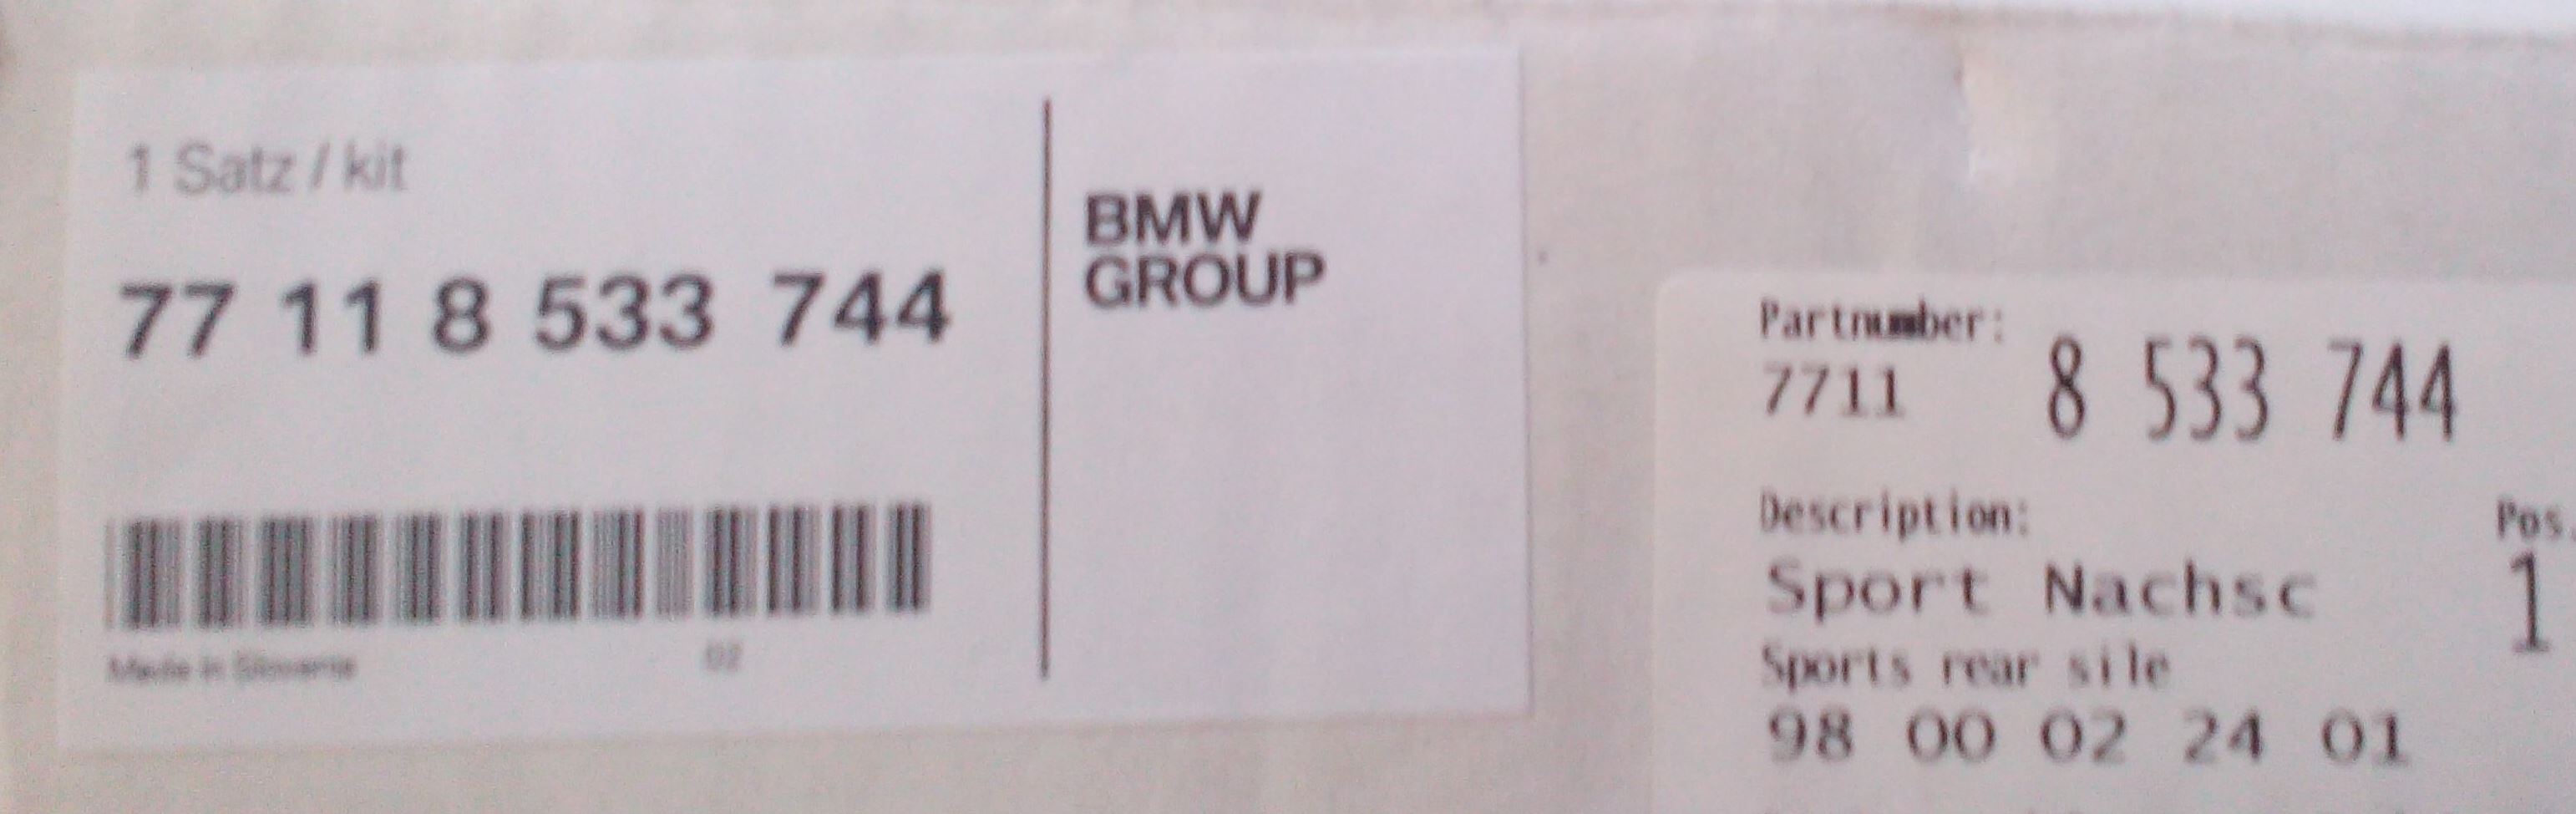 1 Satz / kit
77 11 8 533 744
Made in Slovenia
02
BMW
GROUP
Partnumber:
7711 8 533 744
Description:
Pos.
Sport Nachsc
1
Sports rear sile
98 00 02 24 01